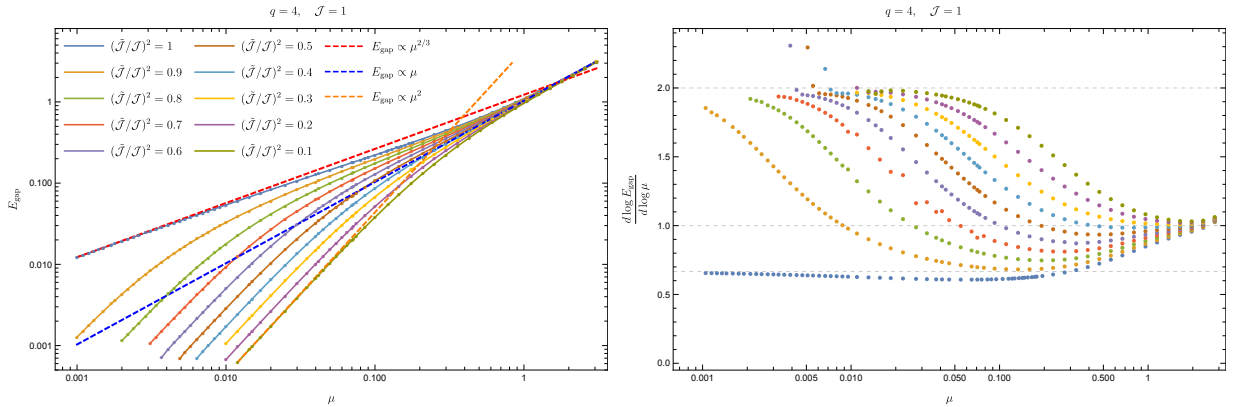 q = 4, 𝒥 = 1
(𝒥̃/𝒥)² = 1
(𝒥̃/𝒥)² = 0.9
(𝒥̃/𝒥)² = 0.8
(𝒥̃/𝒥)² = 0.7
(𝒥̃/𝒥)² = 0.6
(𝒥̃/𝒥)² = 0.5
(𝒥̃/𝒥)² = 0.4
(𝒥̃/𝒥)² = 0.3
(𝒥̃/𝒥)² = 0.2
(𝒥̃/𝒥)² = 0.1
E_gap ∝ μ^{2/3}
E_gap ∝ μ
E_gap ∝ μ²
E_gap
1
0.100
0.010
0.001
0.001 0.010 0.100 1
μ
q = 4, 𝒥 = 1
d log E_gap
d log μ
2.0
1.5
1.0
0.5
0.0
0.001 0.010 0.050 0.100 0.500 1
μ